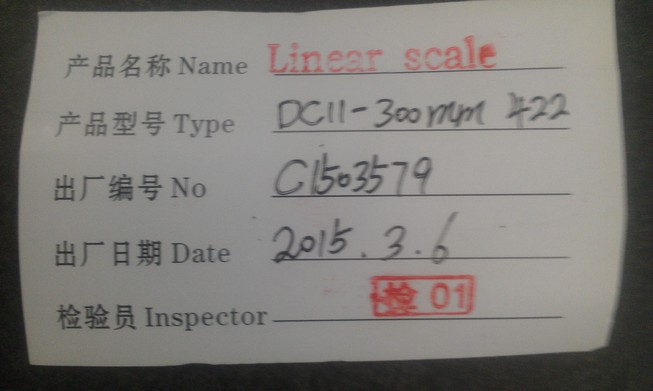 产品名称 Name Linear scale
产品型号 Type DC11-300mm 422
出厂编号 No C1503579
出厂日期 Date 2015.3.6
检验员 Inspector 检 01